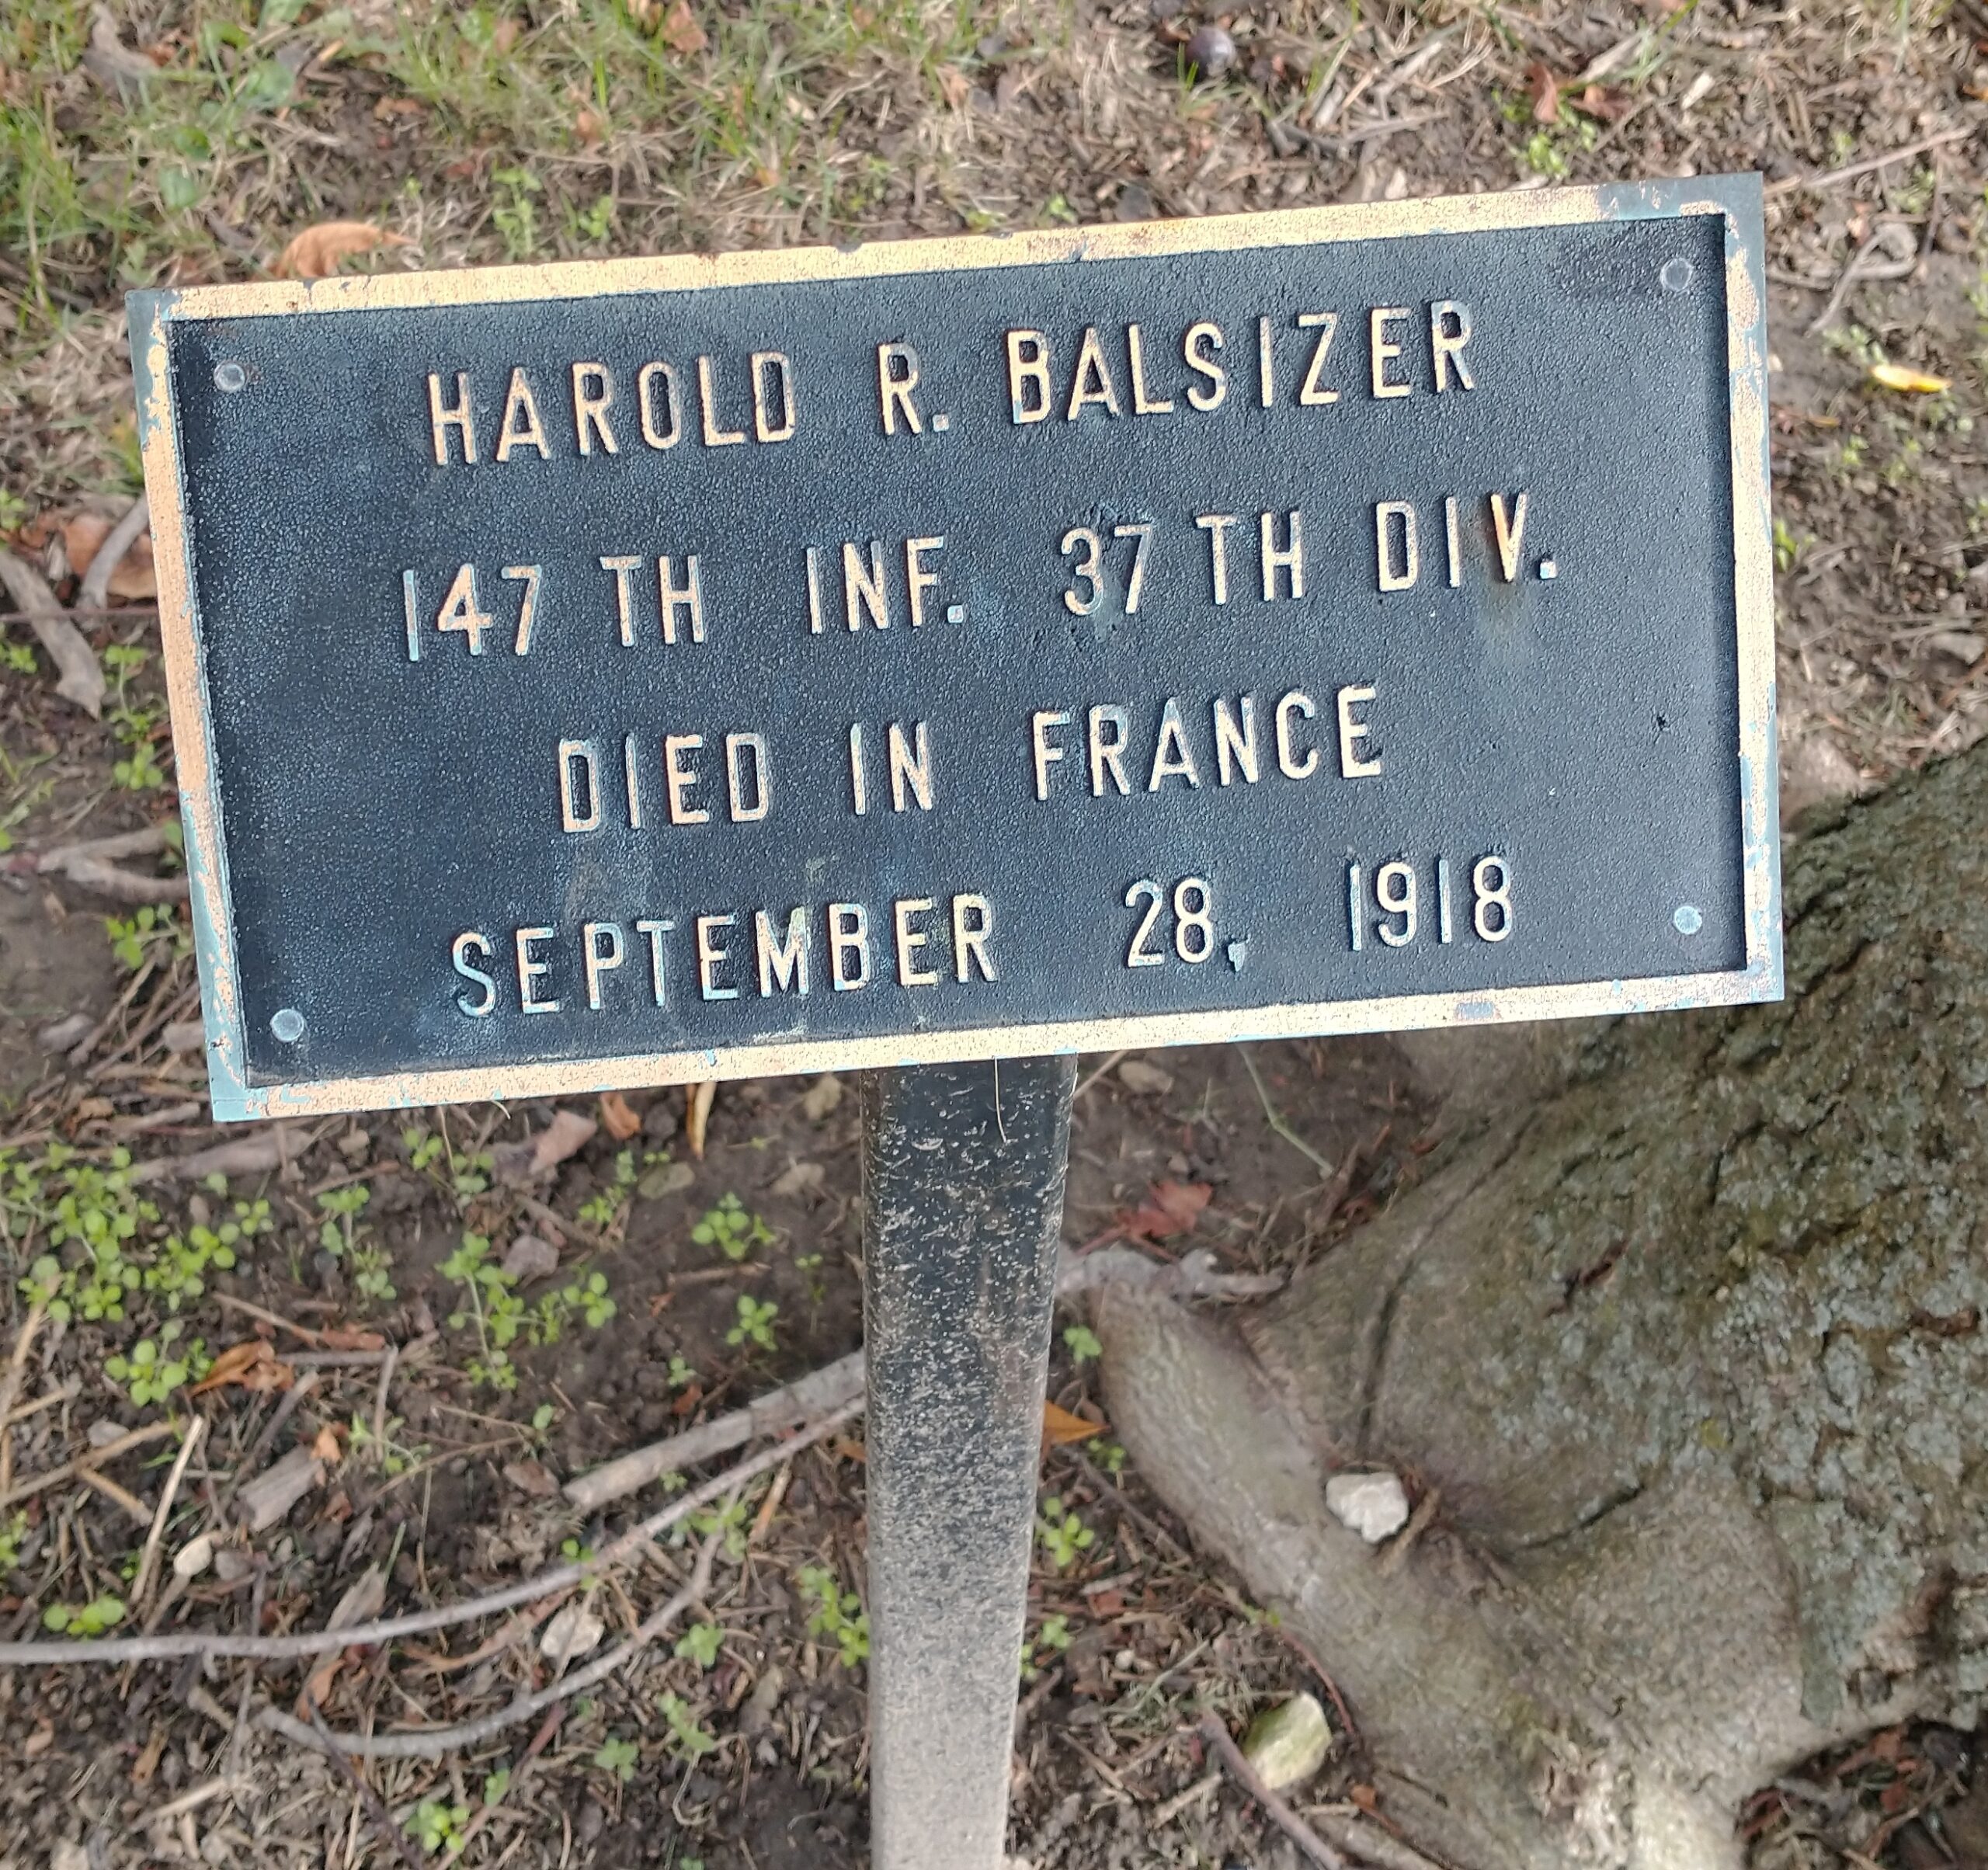 HAROLD R. BALSIZER
147 TH INF. 37 TH DIV.
DIED IN FRANCE
SEPTEMBER 28, 1918